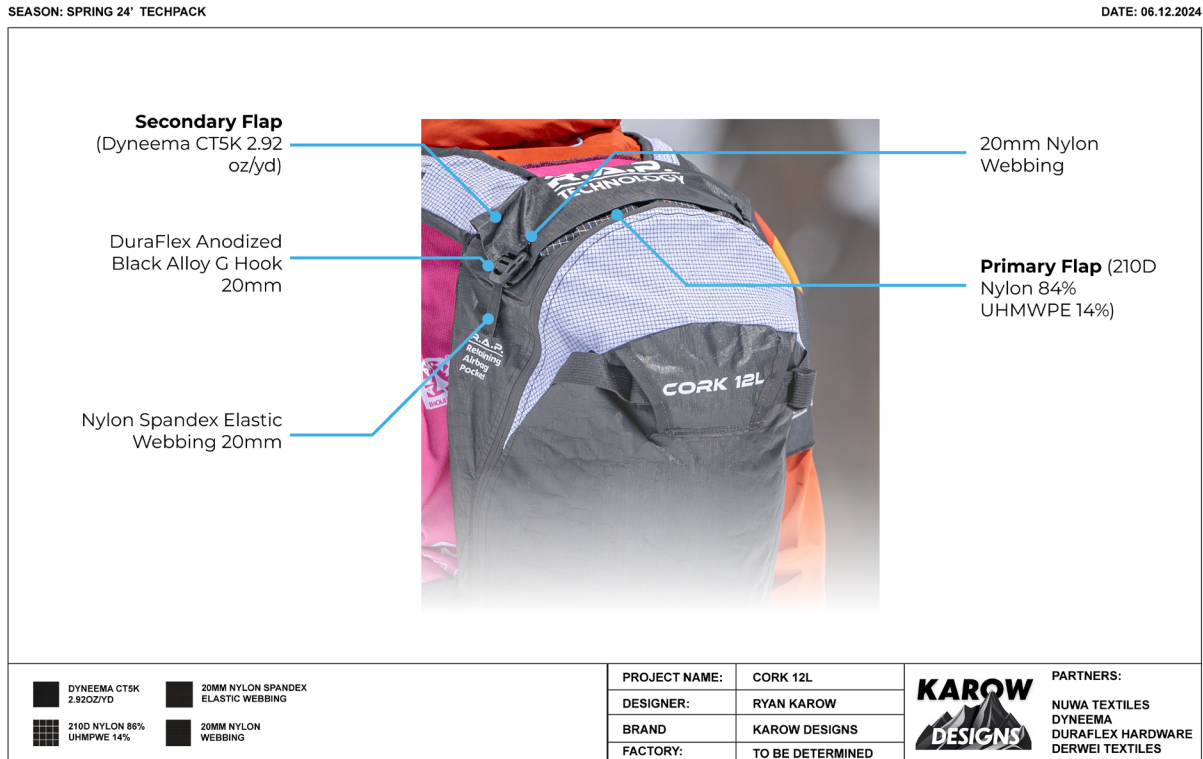 SEASON: SPRING 24' TECHPACK
DATE: 06.12.2024
Secondary Flap
(Dyneema CT5K 2.92
oz/yd)
DuraFlex Anodized
Black Alloy G Hook
20mm
Nylon Spandex Elastic
Webbing 20mm
R.A.P.
TECHNOLOGY
R.A.P.
Retaining
Airbag
Pocket
CORK 12L
20mm Nylon
Webbing
Primary Flap (210D
Nylon 84%
UHMWPE 14%)
DYNEEMA CT5K
2.92OZ/YD
20MM NYLON SPANDEX
ELASTIC WEBBING
210D NYLON 86%
UHMPWE 14%
20MM NYLON
WEBBING
PROJECT NAME: CORK 12L
DESIGNER: RYAN KAROW
BRAND KAROW DESIGNS
FACTORY: TO BE DETERMINED
KAROW
DESIGNS
PARTNERS:
NUWA TEXTILES
DYNEEMA
DURAFLEX HARDWARE
DERWEI TEXTILES